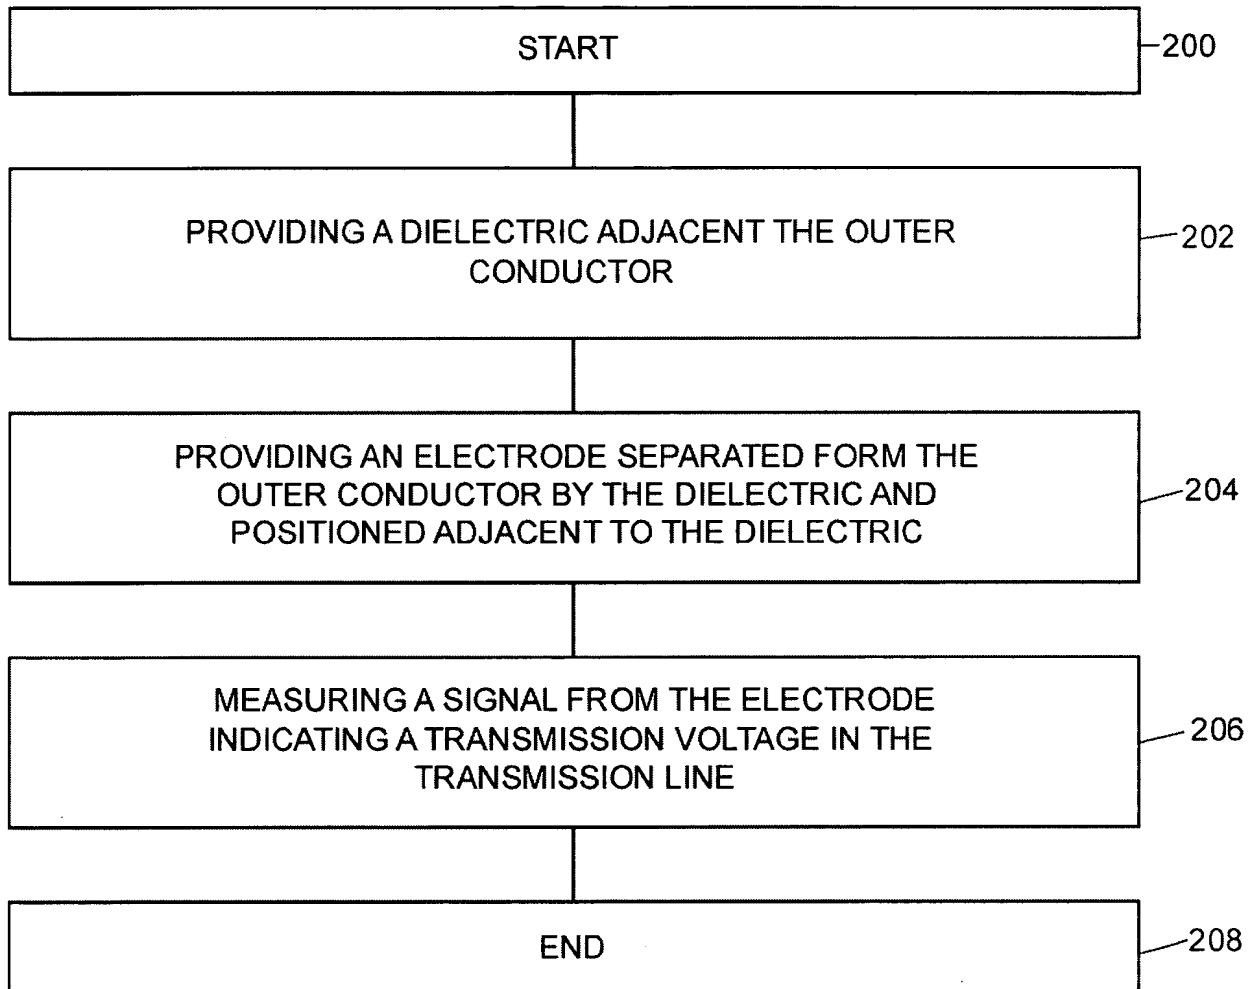 START
200
PROVIDING A DIELECTRIC ADJACENT THE OUTER
CONDUCTOR
202
PROVIDING AN ELECTRODE SEPARATED FORM THE
OUTER CONDUCTOR BY THE DIELECTRIC AND
POSITIONED ADJACENT TO THE DIELECTRIC
204
MEASURING A SIGNAL FROM THE ELECTRODE
INDICATING A TRANSMISSION VOLTAGE IN THE
TRANSMISSION LINE
206
END
208